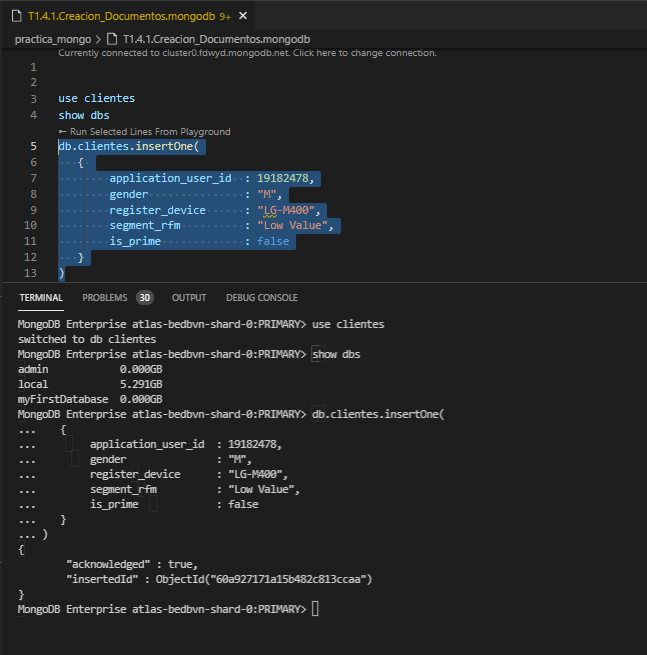 T1.4.1.Creacion_Documentos.mongodb 9+ ×
practica_mongo > T1.4.1.Creacion_Documentos.mongodb
Currently connected to cluster0.fdwyd.mongodb.net. Click here to change connection.
1
2
3 use clientes
4 show dbs
Run Selected Lines From Playground
5 db.clientes.insertOne(
6 {
7 application_user_id : 19182478,
8 gender : "M",
9 register_device : "LG-M400",
10 segment_rfm : "Low Value",
11 is_prime : false
12 }
13 )
TERMINAL PROBLEMS 30 OUTPUT DEBUG CONSOLE
MongoDB Enterprise atlas-bedbvn-shard-0:PRIMARY> use clientes
switched to db clientes
MongoDB Enterprise atlas-bedbvn-shard-0:PRIMARY> show dbs
admin 0.000GB
local 5.291GB
myFirstDatabase 0.000GB
MongoDB Enterprise atlas-bedbvn-shard-0:PRIMARY> db.clientes.insertOne(
... {
... application_user_id : 19182478,
... gender : "M",
... register_device : "LG-M400",
... segment_rfm : "Low Value",
... is_prime : false
... }
... )
{
"acknowledged" : true,
"insertedId" : ObjectId("60a927171a15b482c813ccaa")
}
MongoDB Enterprise atlas-bedbvn-shard-0:PRIMARY>